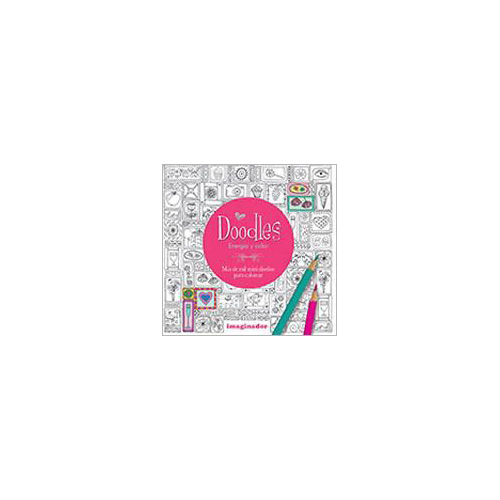 Doodles
Energía y color
Más de mil mini diseños
para colorear
imaginador